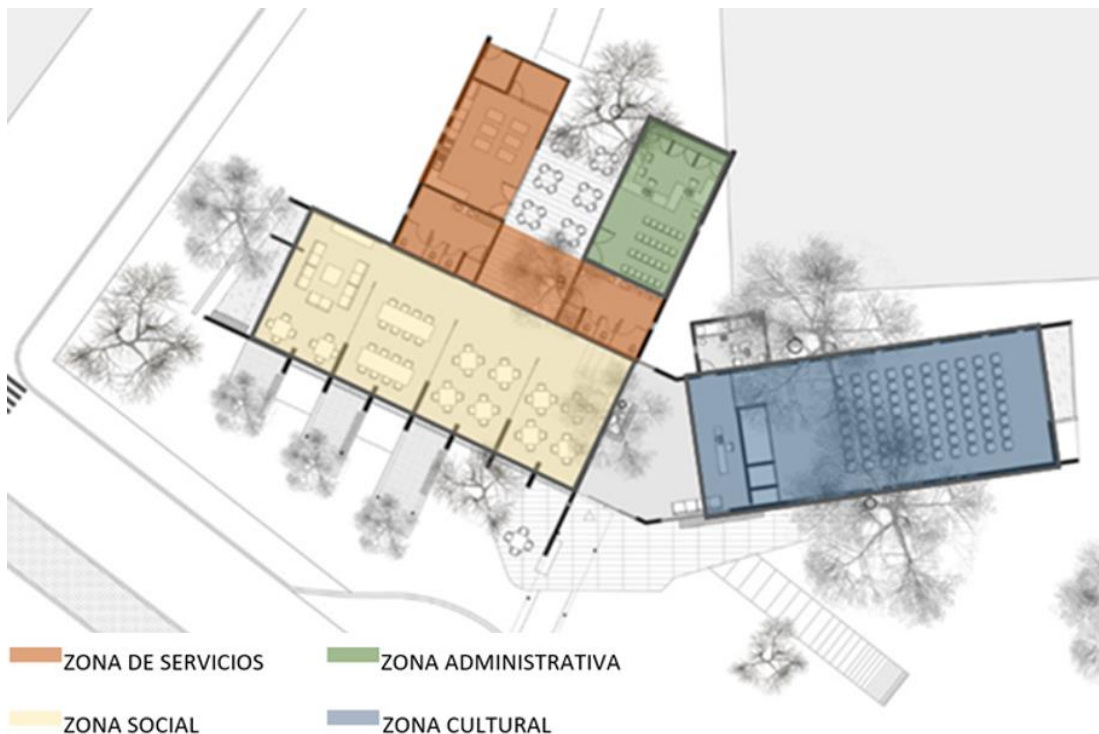 ZONA DE SERVICIOS
ZONA ADMINISTRATIVA
ZONA SOCIAL
ZONA CULTURAL